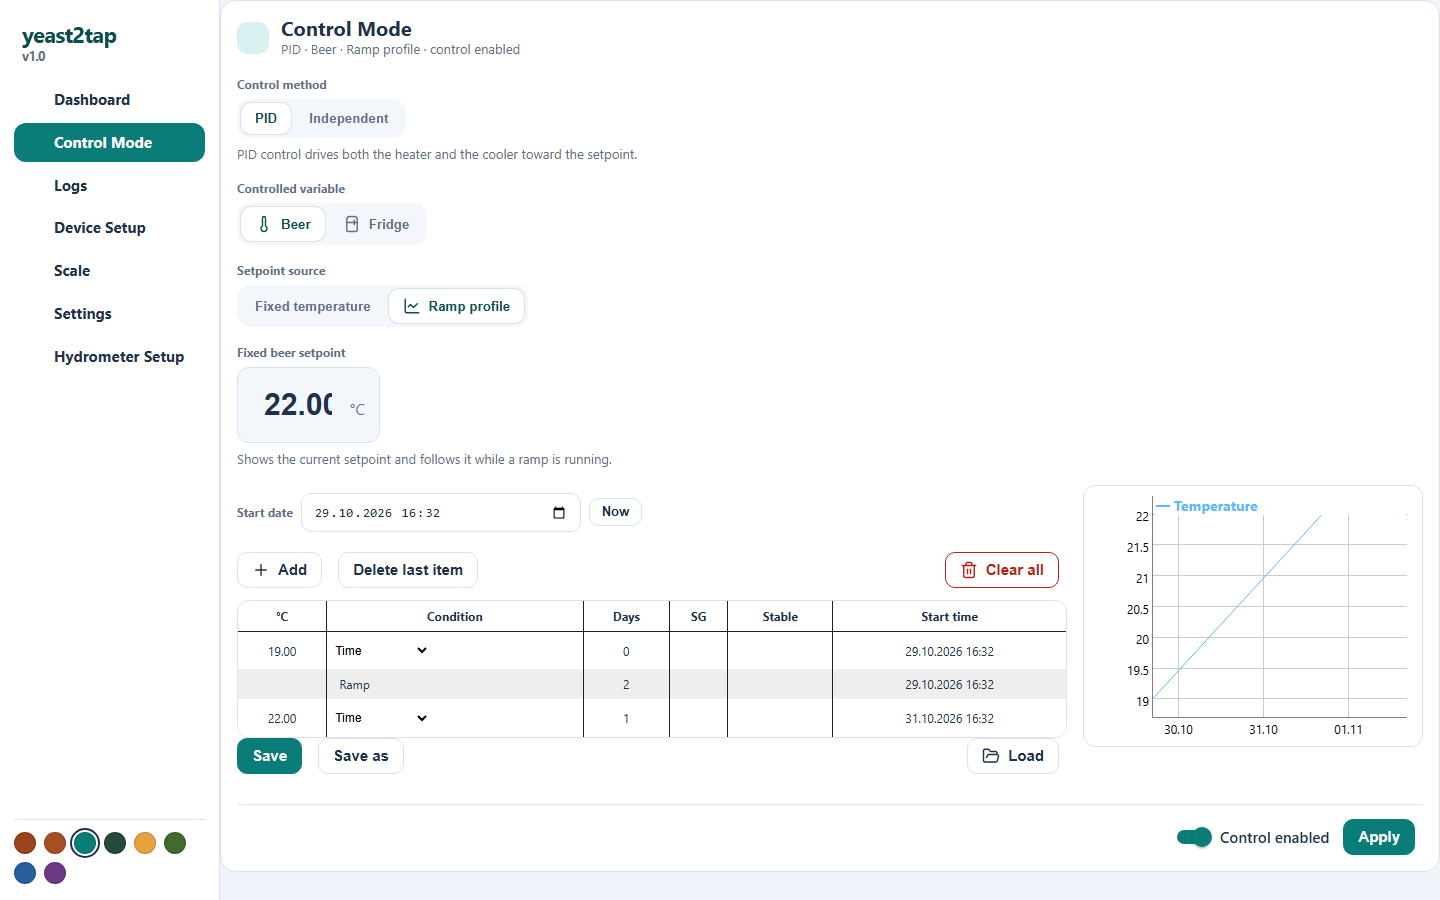 yeast2tap
v1.0
Dashboard
Control Mode
Logs
Device Setup
Scale
Settings
Hydrometer Setup
Control Mode
PID · Beer · Ramp profile · control enabled
Control method
PID Independent
PID control drives both the heater and the cooler toward the setpoint.
Controlled variable
Beer Fridge
Setpoint source
Fixed temperature Ramp profile
Fixed beer setpoint
22.00 °C
Shows the current setpoint and follows it while a ramp is running.
Start date 29.10.2026 16:32 Now
Add Delete last item Clear all
°C Condition Days SG Stable Start time
19.00 Time 0 29.10.2026 16:32
Ramp 2 29.10.2026 16:32
22.00 Time 1 31.10.2026 16:32
Save Save as Load
Temperature
22
21.5
21
20.5
20
19.5
19
30.10 31.10 01.11
Control enabled Apply